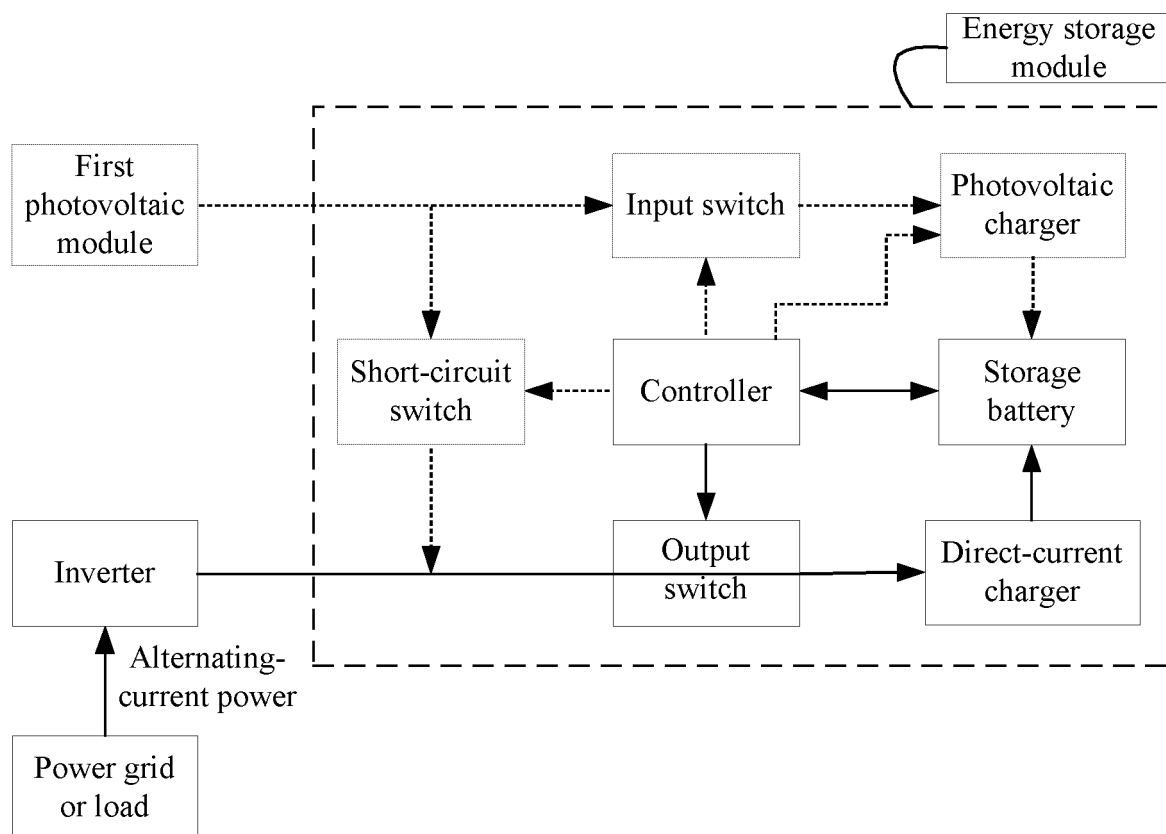 Energy storage
module
First
photovoltaic
module
Input switch
Photovoltaic
charger
Short-circuit
switch
Controller
Storage
battery
Inverter
Output
switch
Direct-current
charger
Alternating-
current power
Power grid
or load